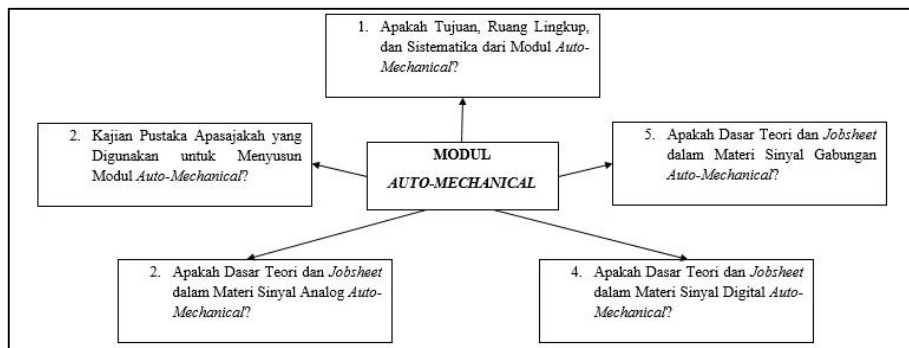 1. Apakah Tujuan, Ruang Lingkup,
dan Sistematika dari Modul Auto-
Mechanical?
2. Kajian Pustaka Apasajakah yang
Digunakan untuk Menyusun
Modul Auto-Mechanical?
MODUL
AUTO-MECHANICAL
5. Apakah Dasar Teori dan Jobsheet
dalam Materi Sinyal Gabungan
Auto-Mechanical?
2. Apakah Dasar Teori dan Jobsheet
dalam Materi Sinyal Analog Auto-
Mechanical?
4. Apakah Dasar Teori dan Jobsheet
dalam Materi Sinyal Digital Auto-
Mechanical?